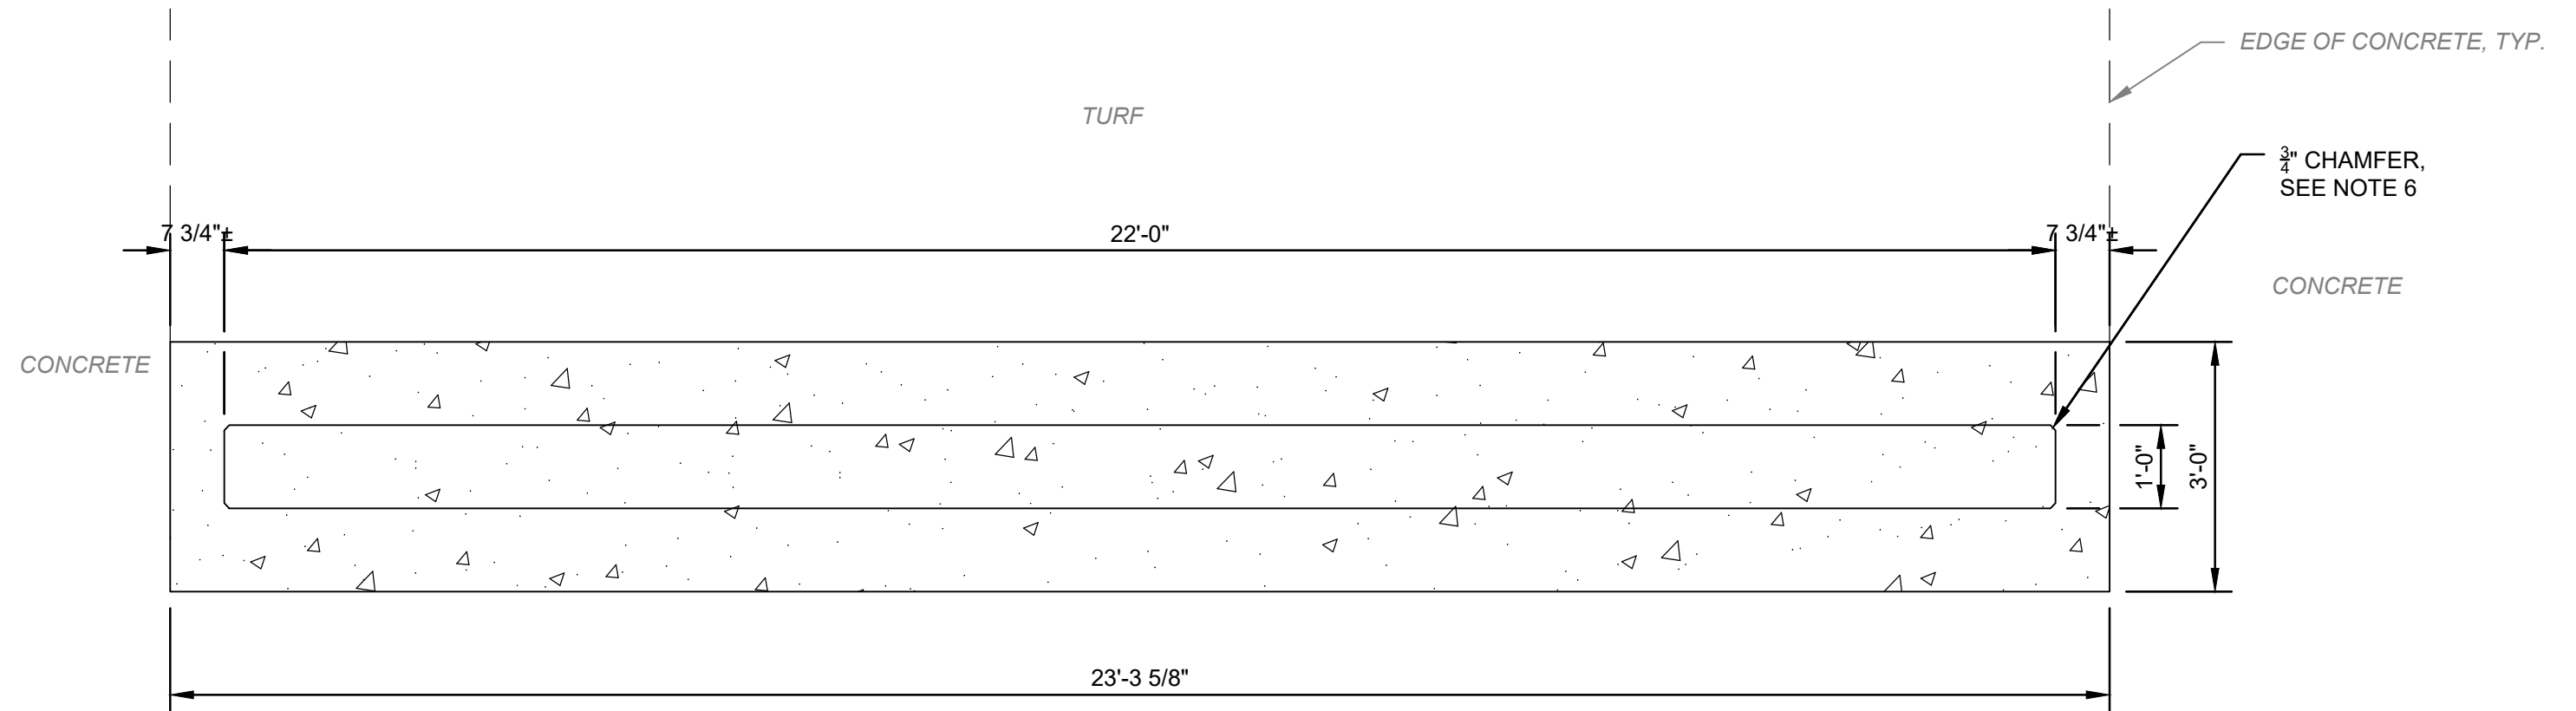 EDGE OF CONCRETE, TYP.
TURF
3/4" CHAMFER,
SEE NOTE 6
7 3/4"±
22'-0"
7 3/4"±
CONCRETE
CONCRETE
1'-0"
3'-0"
23'-3 5/8"